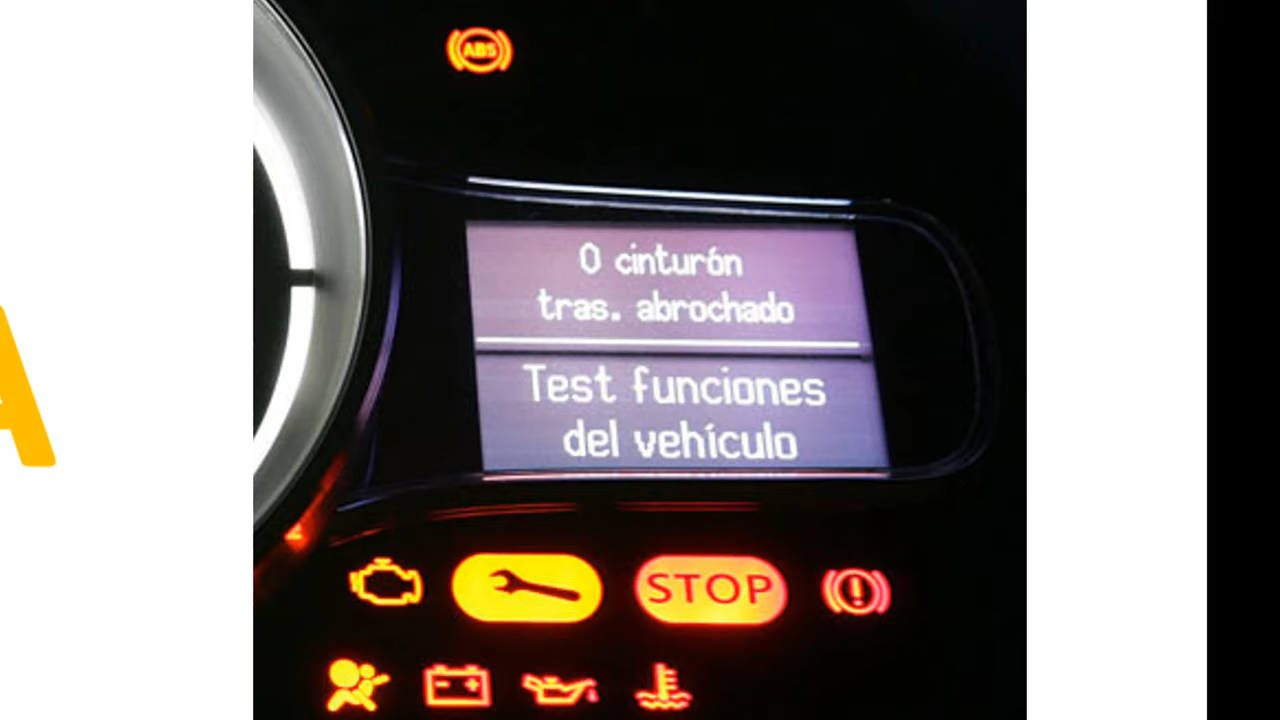 ABS
0 cinturón
tras. abrochado
Test funciones
del vehículo
STOP
A